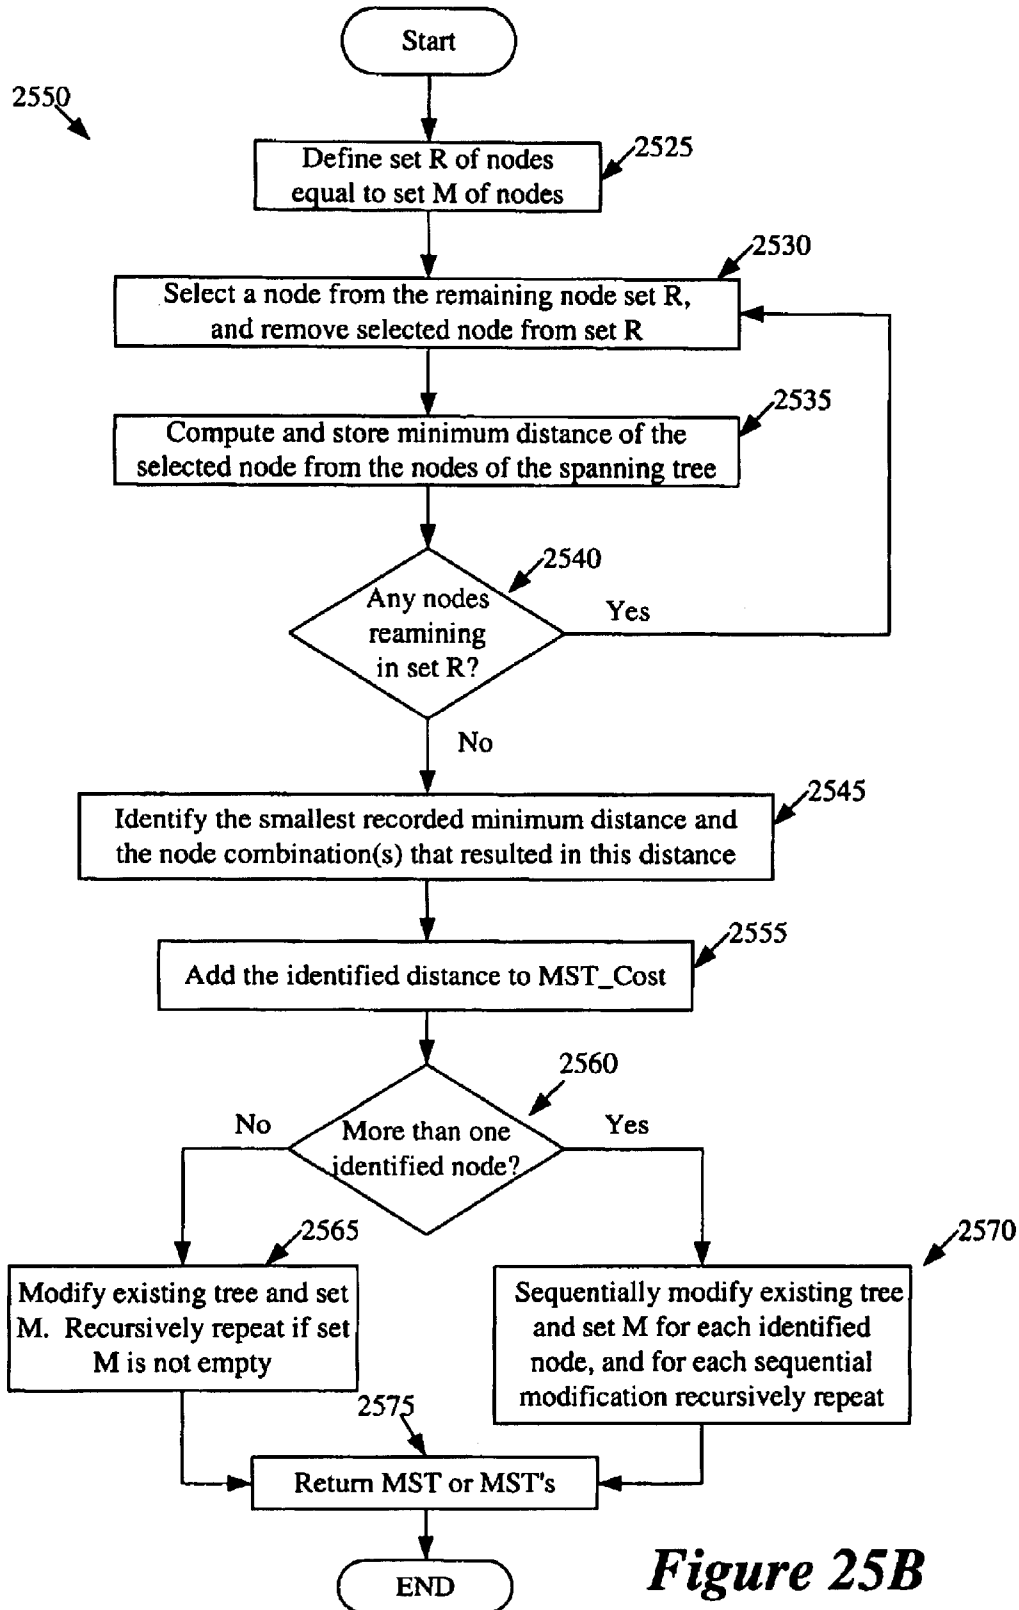 Start
2550
2525
Define set R of nodes
equal to set M of nodes
2530
Select a node from the remaining node set R,
and remove selected node from set R
2535
Compute and store minimum distance of the
selected node from the nodes of the spanning tree
2540
Any nodes
reamining
in set R?
Yes
No
2545
Identify the smallest recorded minimum distance and
the node combination(s) that resulted in this distance
2555
Add the identified distance to MST_Cost
2560
No
More than one
identified node?
Yes
2565
Modify existing tree and set
M. Recursively repeat if set
M is not empty
2570
Sequentially modify existing tree
and set M for each identified
node, and for each sequential
modification recursively repeat
2575
Return MST or MST's
END
Figure 25B